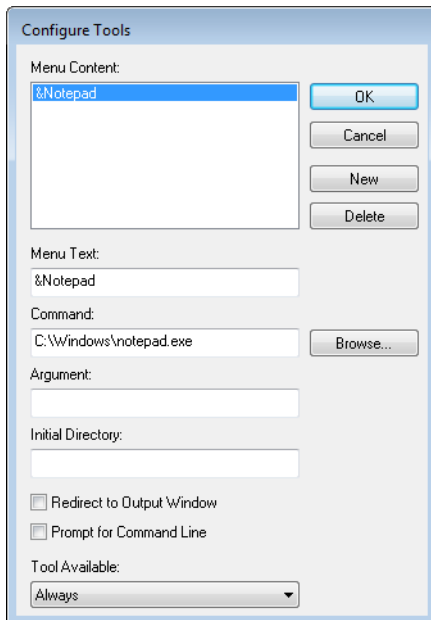 Configure Tools
Menu Content:
&Notepad
OK
Cancel
New
Delete
Menu Text:
&Notepad
Command:
C:\Windows\notepad.exe
Browse...
Argument:
Initial Directory:
Redirect to Output Window
Prompt for Command Line
Tool Available:
Always